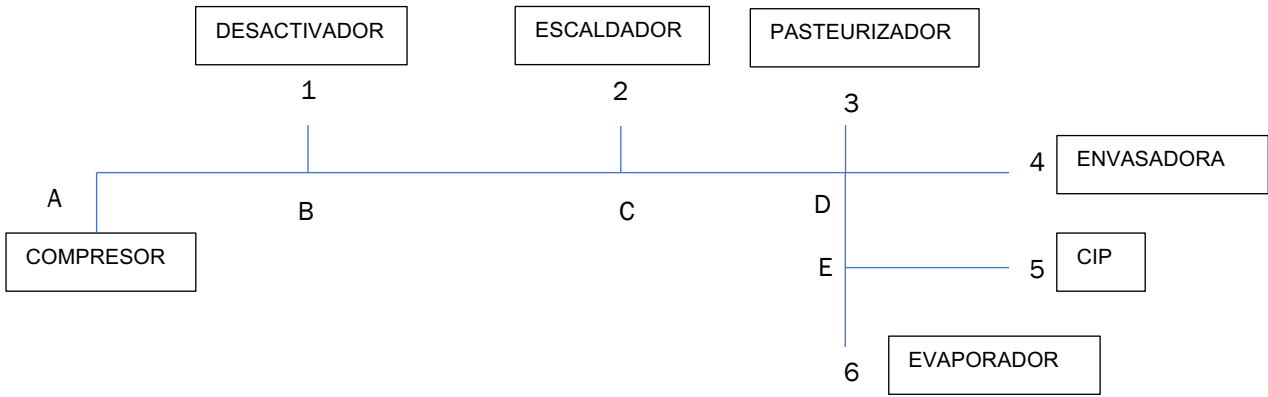 DESACTIVADOR
ESCALDADOR
PASTEURIZADOR
1
2
3
4
ENVASADORA
A
B
C
D
COMPRESOR
E
5
CIP
6
EVAPORADOR